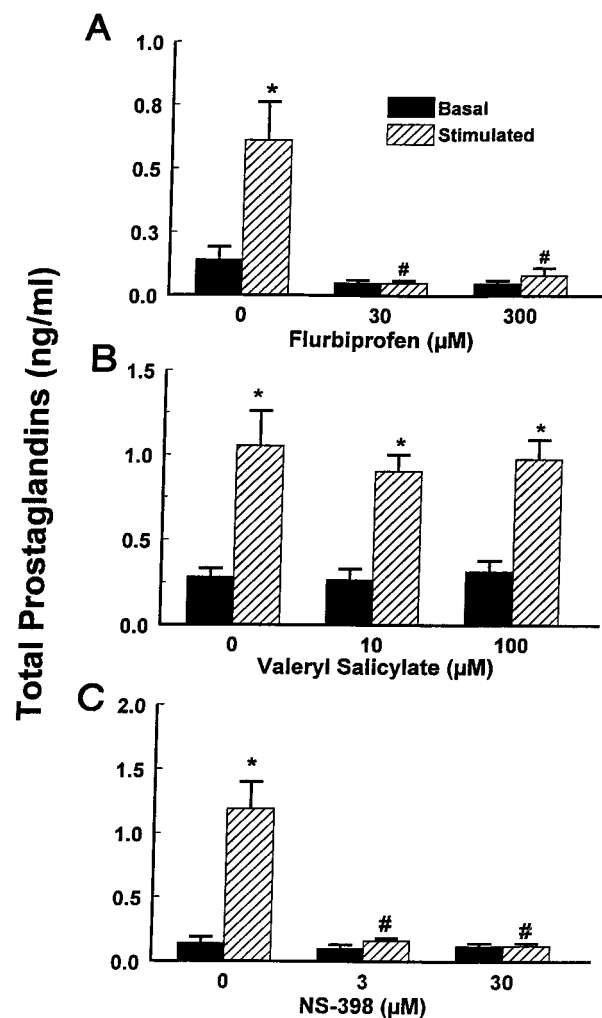 Total Prostaglandins (ng/ml)
A
1.0
0.8
0.5
0.3
0.0
*
#
#
Basal
Stimulated
0 30 300
Flurbiprofen (µM)
B
1.5
1.0
0.5
0.0
*
*
*
0 10 100
Valeryl Salicylate (µM)
C
2.0
1.5
1.0
0.5
0.0
*
#
#
0 3 30
NS-398 (µM)